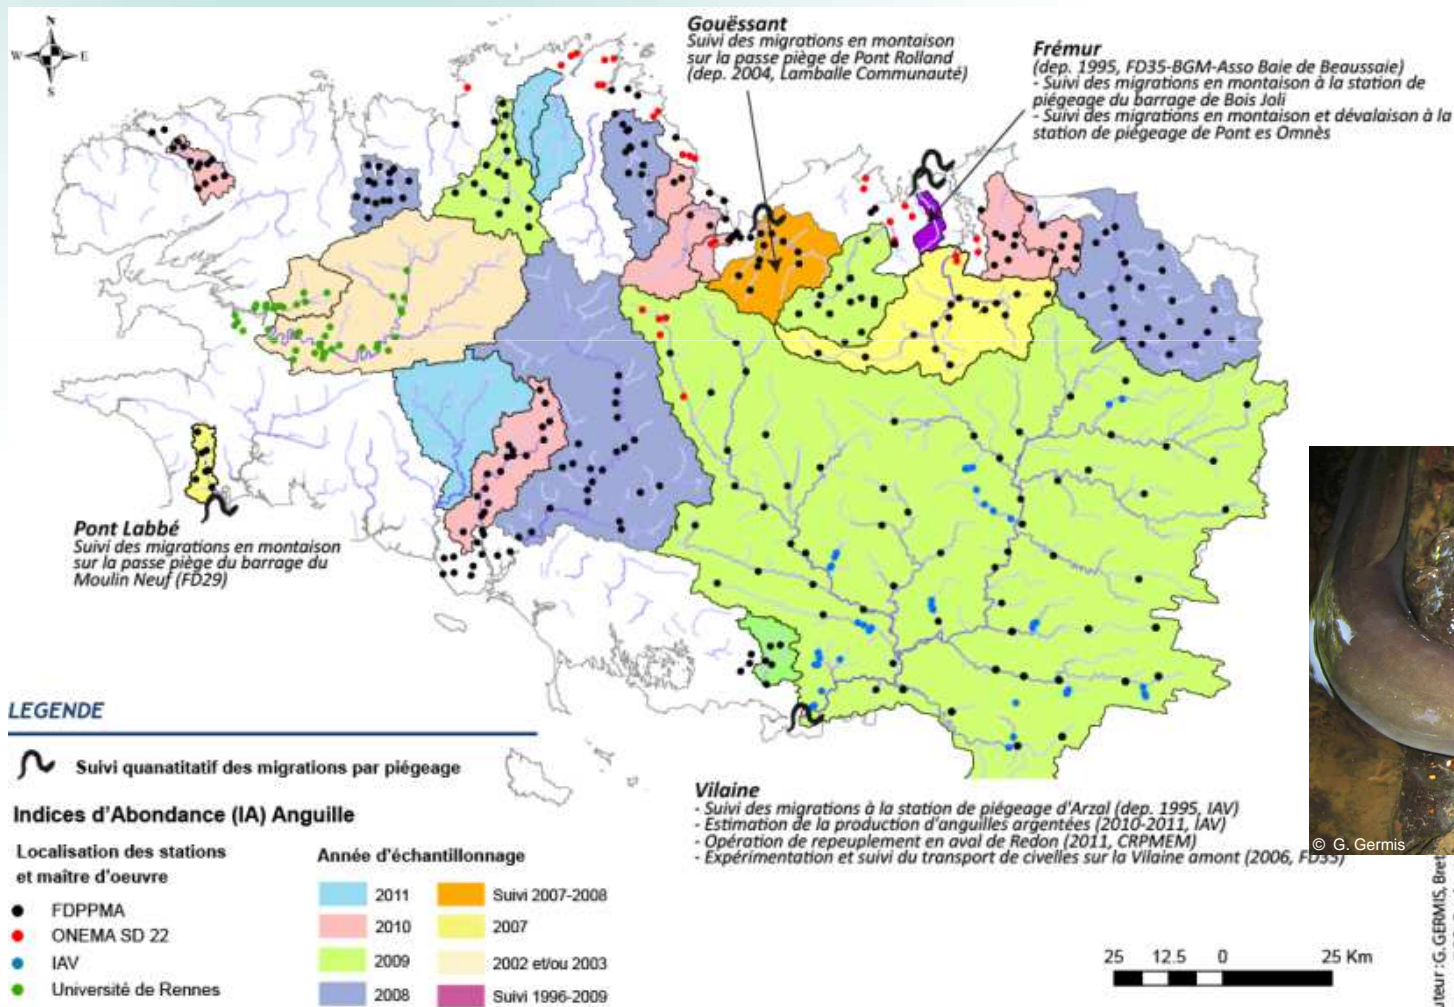 N
W E
S
Gouëssant
Suivi des migrations en montaison
sur la passe piège de Pont Rolland
(dep. 2004, Lamballe Communauté)
Frémur
(dep. 1995, FD35-BGM-Asso Baie de Beaussaie)
- Suivi des migrations en montaison à la station de
piégeage du barrage de Bois Joli
- Suivi des migrations en montaison et dévalaison à la
station de piégeage de Pont es Omnès
Pont Labbé
Suivi des migrations en montaison
sur la passe piège du barrage du
Moulin Neuf (FD29)
Vilaine
- Suivi des migrations à la station de piégeage d'Arzal (dep. 1995, IAV)
- Estimation de la production d'anguilles argentées (2010-2011, IAV)
- Opération de repeuplement en aval de Redon (2011, CRPMEM)
- Expérimentation et suivi du transport de civelles sur la Vilaine amont (2006, FD35)
© G. Germis
LEGENDE
Suivi quanatitatif des migrations par piégeage
Indices d'Abondance (IA) Anguille
Localisation des stations
et maître d'oeuvre
FDPPMA
ONEMA SD 22
IAV
Université de Rennes
Année d'échantillonnage
2011
2010
2009
2008
Suivi 2007-2008
2007
2002 et/ou 2003
Suivi 1996-2009
25 12.5 0 25 Km
G. GERMIS,